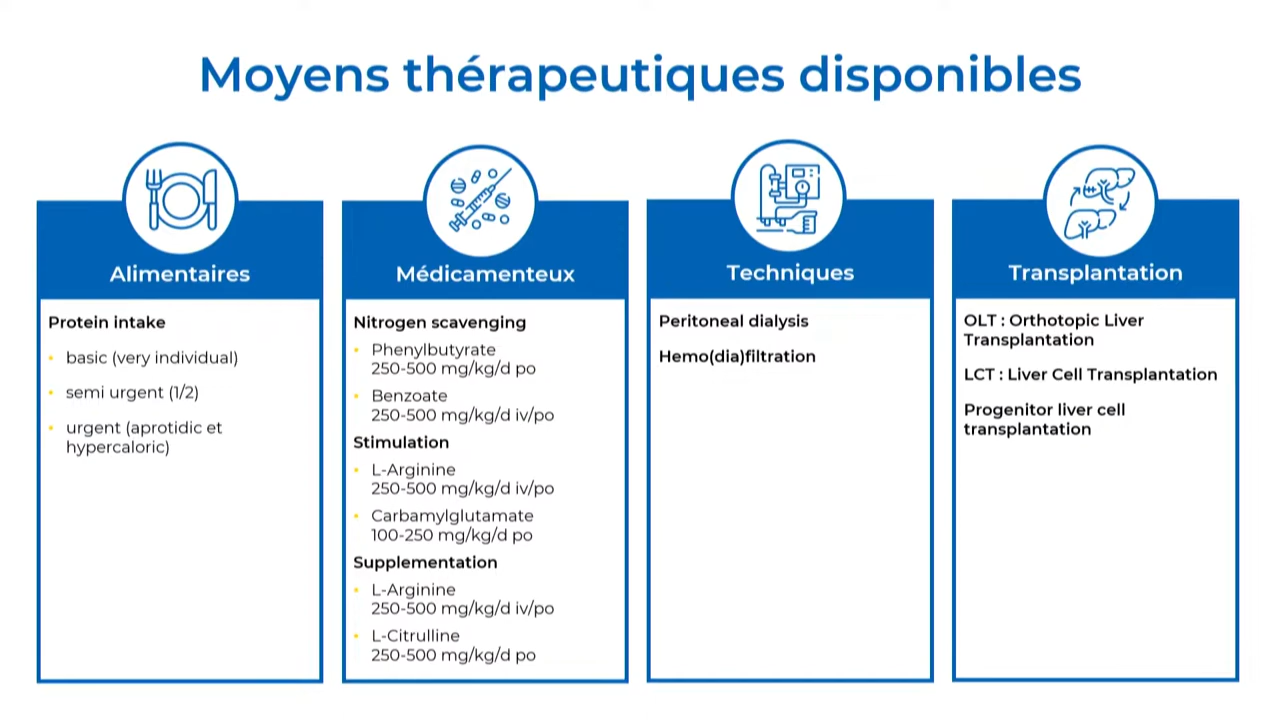 Moyens thérapeutiques disponibles
Alimentaires
Protein intake
• basic (very individual)
• semi urgent (1/2)
• urgent (aprotidic et
hypercaloric)
Médicamenteux
Nitrogen scavenging
• Phenylbutyrate
250-500 mg/kg/d po
• Benzoate
250-500 mg/kg/d iv/po
Stimulation
• L-Arginine
250-500 mg/kg/d iv/po
• Carbamylglutamate
100-250 mg/kg/d po
Supplementation
• L-Arginine
250-500 mg/kg/d iv/po
• L-Citrulline
250-500 mg/kg/d po
Techniques
Peritoneal dialysis
Hemo(dia)filtration
Transplantation
OLT : Orthotopic Liver
Transplantation
LCT : Liver Cell Transplantation
Progenitor liver cell
transplantation